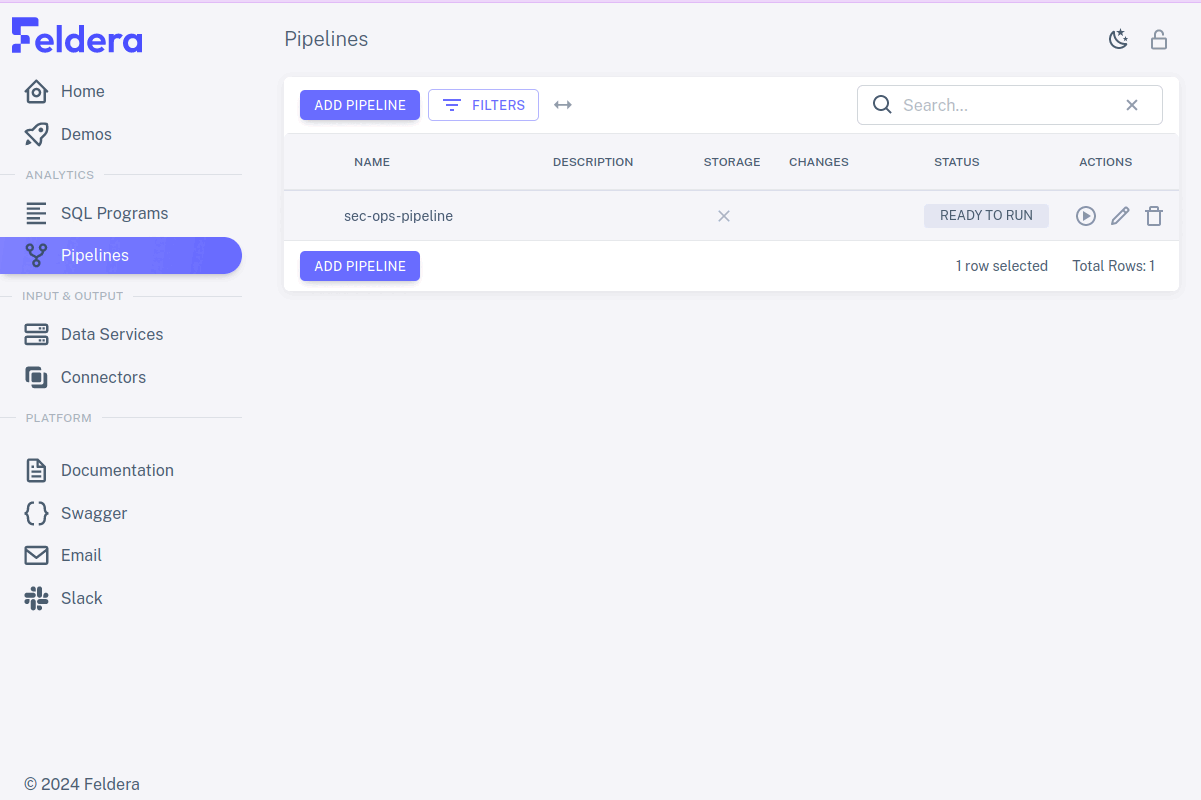 Feldera
Home
Demos
ANALYTICS
SQL Programs
Pipelines
INPUT & OUTPUT
Data Services
Connectors
PLATFORM
Documentation
Swagger
Email
Slack
© 2024 Feldera
Pipelines
ADD PIPELINE FILTERS Search...
NAME DESCRIPTION STORAGE CHANGES STATUS ACTIONS
sec-ops-pipeline READY TO RUN
ADD PIPELINE 1 row selected Total Rows: 1